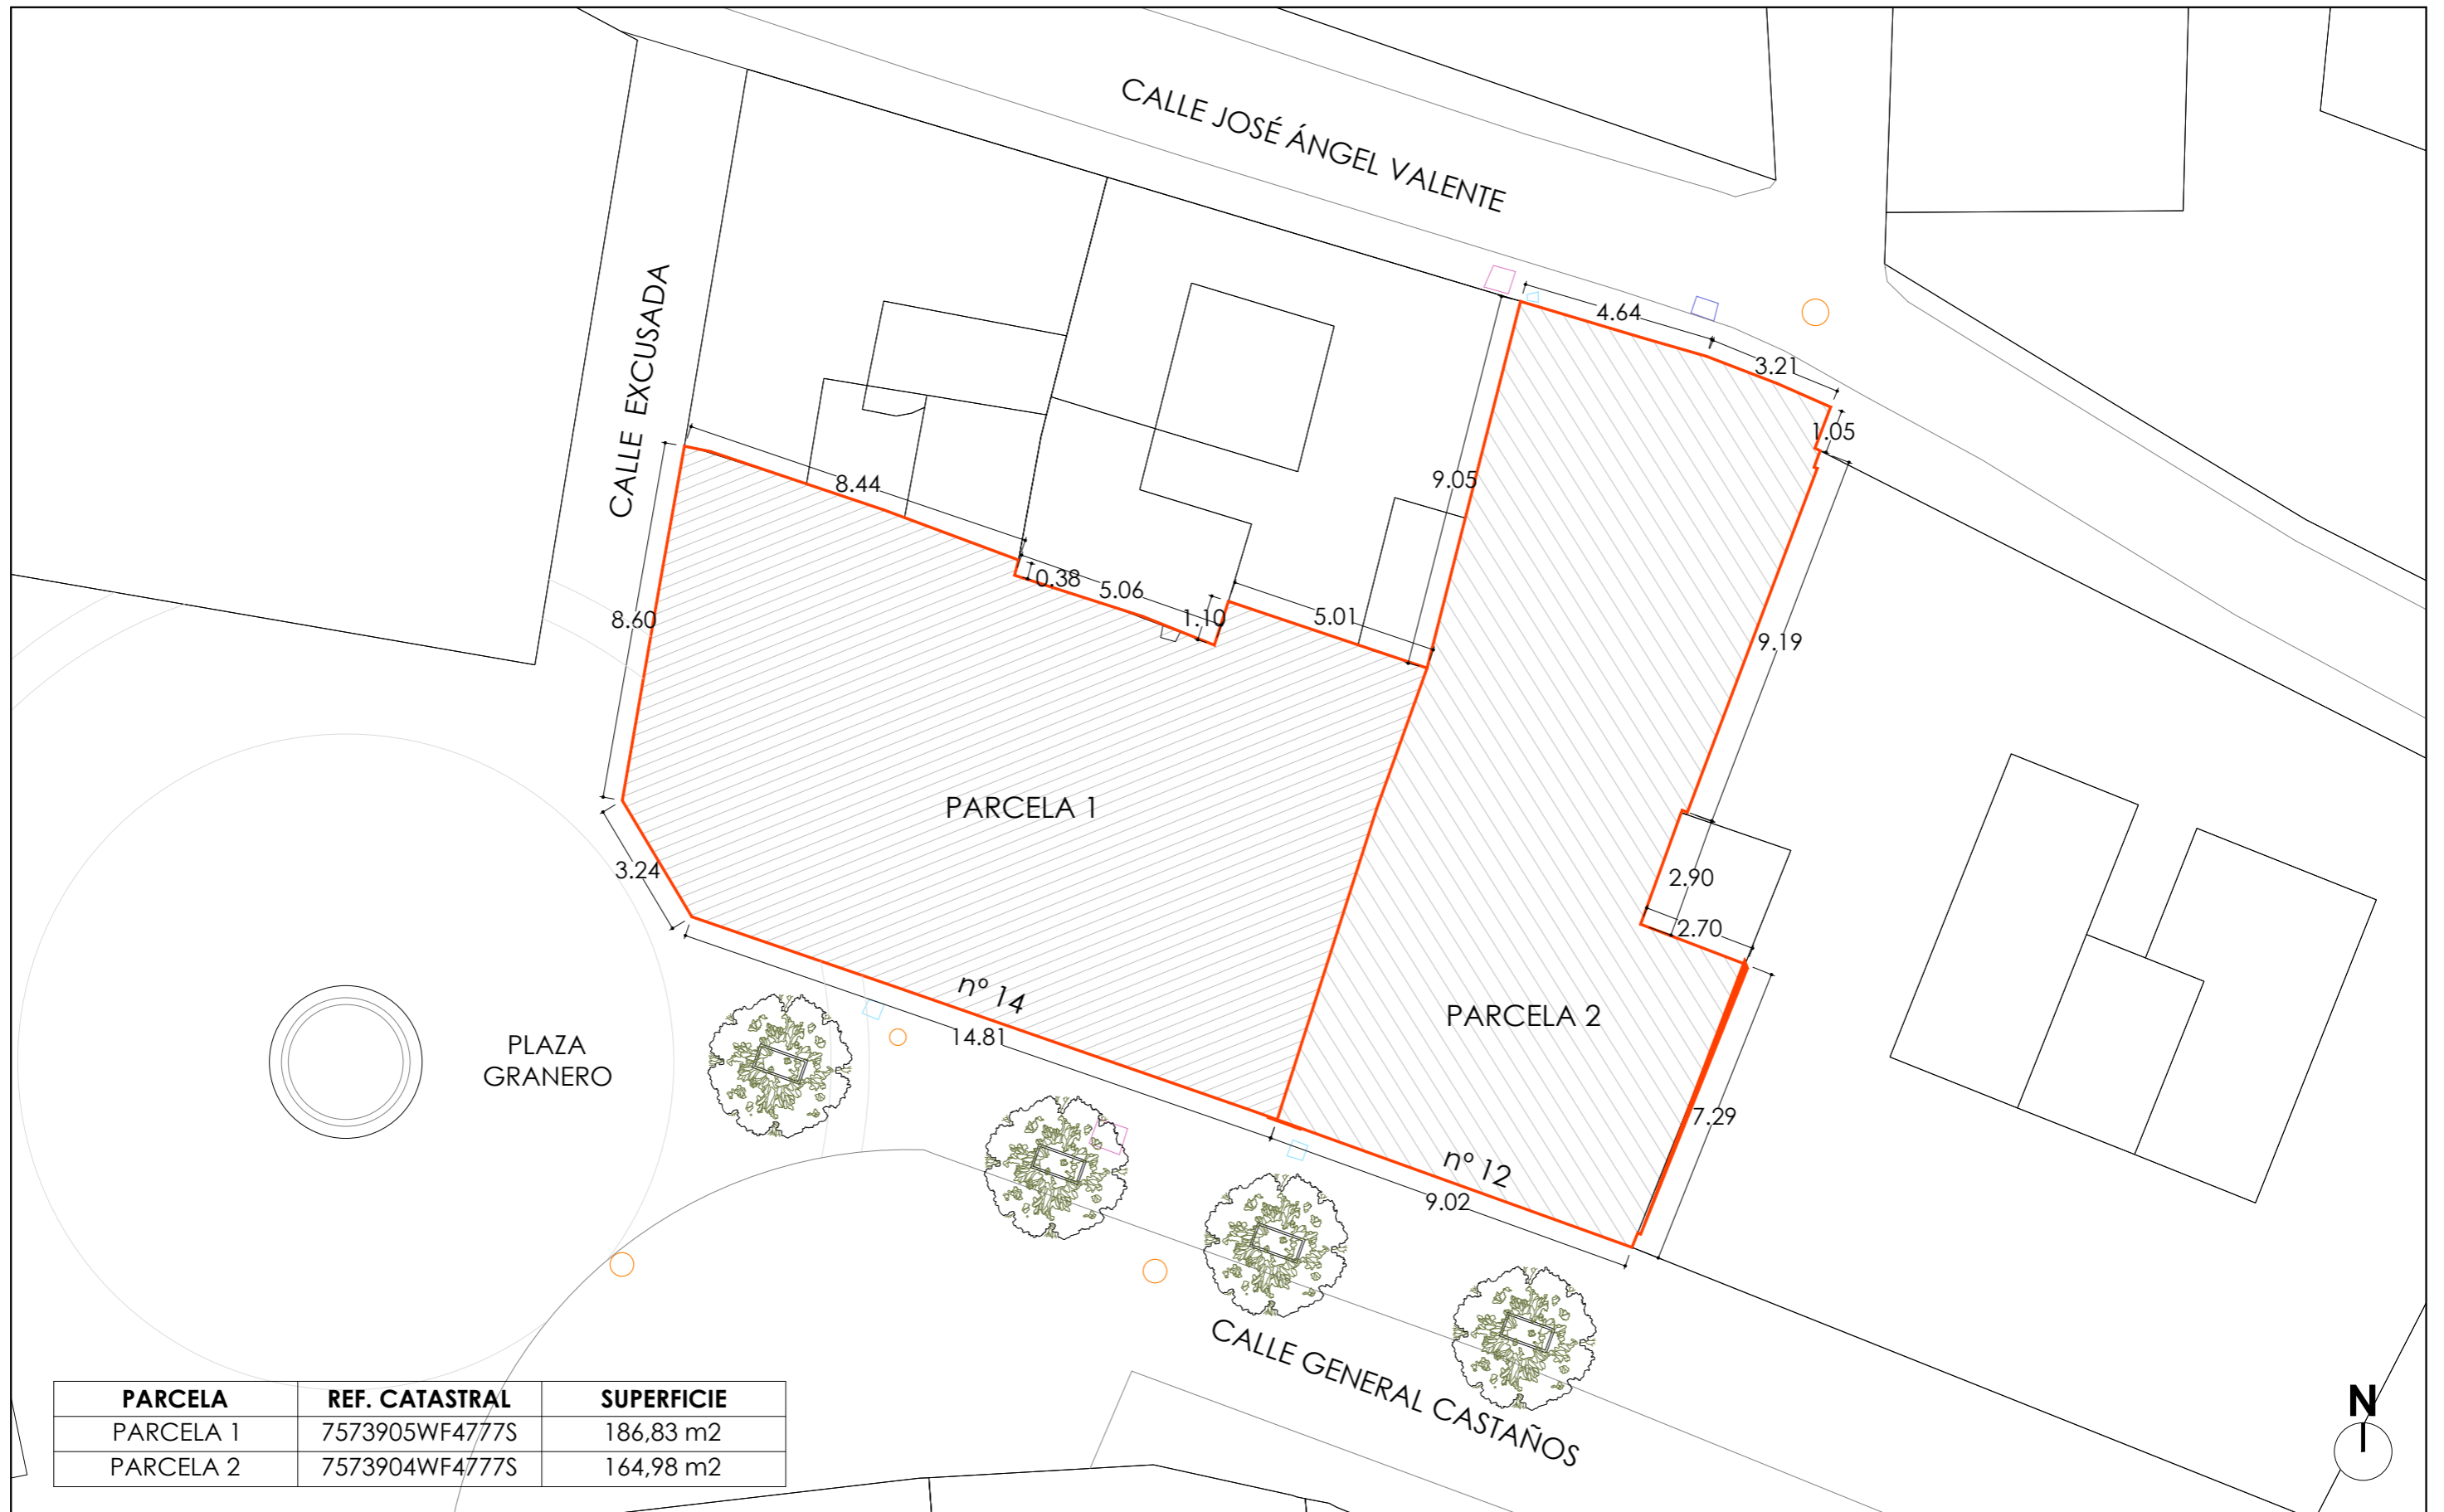 CALLE JOSÉ ÁNGEL VALENTE
CALLE EXCUSADA
4.64
3.21
1.05
8.44
9.05
0.38
5.06
1.10
5.01
8.60
9.19
PARCELA 1
3.24
2.90
2.70
nº 14
14.81
PARCELA 2
PLAZA
GRANERO
7.29
nº 12
9.02
CALLE GENERAL CASTAÑOS
PARCELA REF. CATASTRAL SUPERFICIE
PARCELA 1 7573905WF4777S 186,83 m2
PARCELA 2 7573904WF4777S 164,98 m2
N